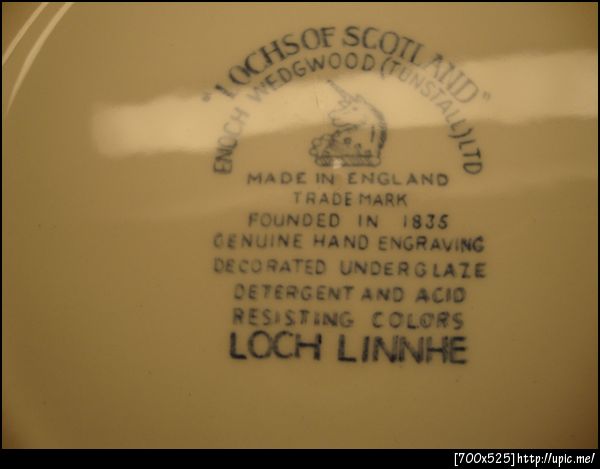 "LOCHS OF SCOTLAND"
ENOCH WEDGWOOD (TUNSTALL) LTD
MADE IN ENGLAND
TRADE MARK
FOUNDED IN 1835
GENUINE HAND ENGRAVING
DECORATED UNDERGLAZE
DETERGENT AND ACID
RESISTING COLORS
LOCH LINNHE
[700x525]http://upic.me/